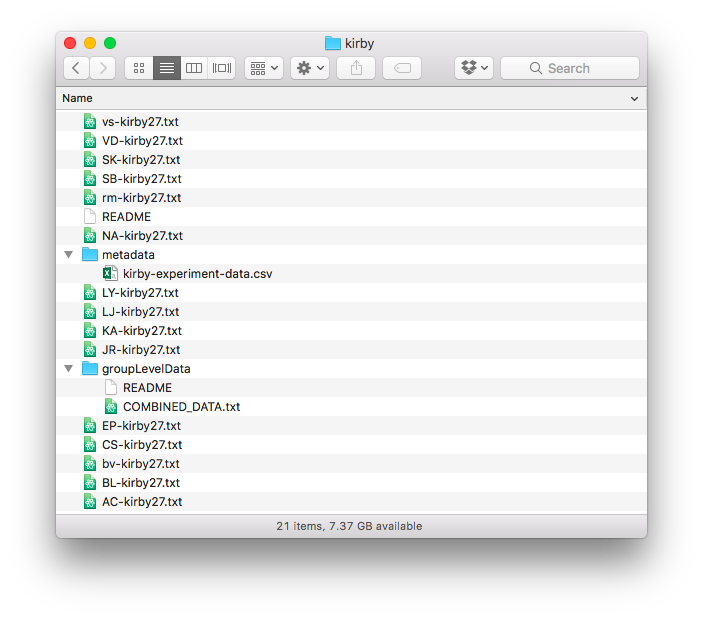 kirby
Search
Name
vs-kirby27.txt
VD-kirby27.txt
SK-kirby27.txt
SB-kirby27.txt
rm-kirby27.txt
README
NA-kirby27.txt
metadata
kirby-experiment-data.csv
LY-kirby27.txt
LJ-kirby27.txt
KA-kirby27.txt
JR-kirby27.txt
groupLevelData
README
COMBINED_DATA.txt
EP-kirby27.txt
CS-kirby27.txt
bv-kirby27.txt
BL-kirby27.txt
AC-kirby27.txt
21 items, 7.37 GB available